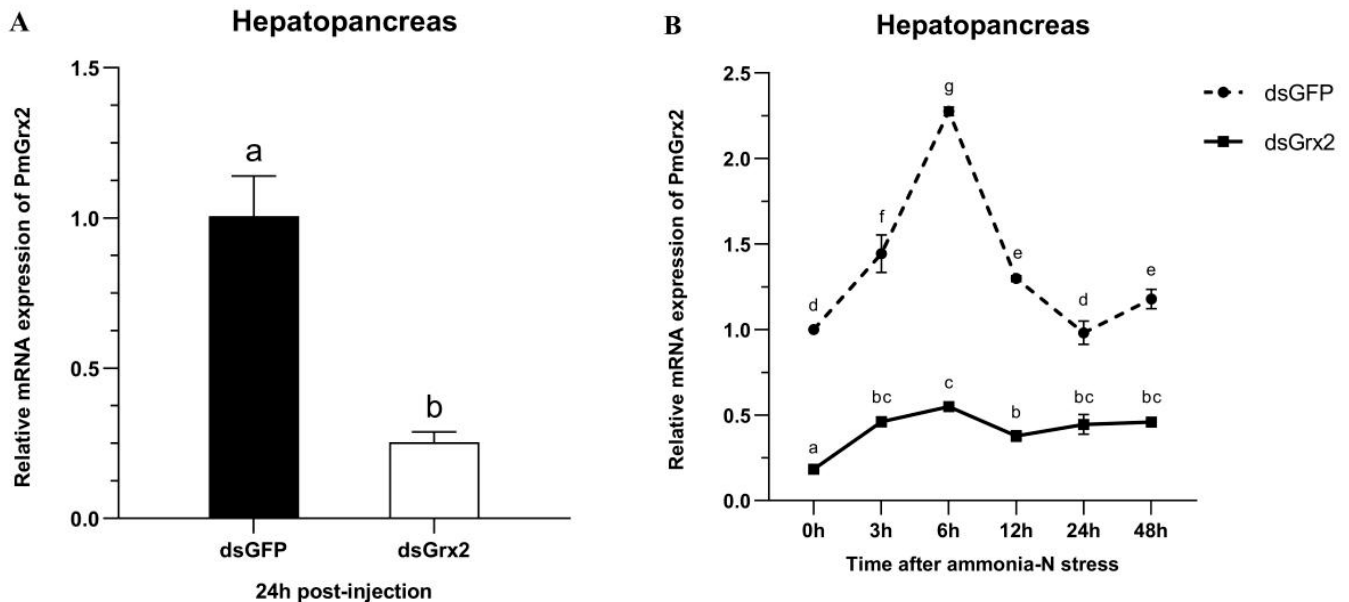 A
Hepatopancreas
Relative mRNA expression of PmGrx2
1.5
1.0
0.5
0.0
a
b
dsGFP
dsGrx2
24h post-injection
B
Hepatopancreas
Relative mRNA expression of PmGrx2
2.5
2.0
1.5
1.0
0.5
0.0
d
f
g
e
d
e
a
bc
c
b
bc
bc
0h
3h
6h
12h
24h
48h
Time after ammonia-N stress
dsGFP
dsGrx2